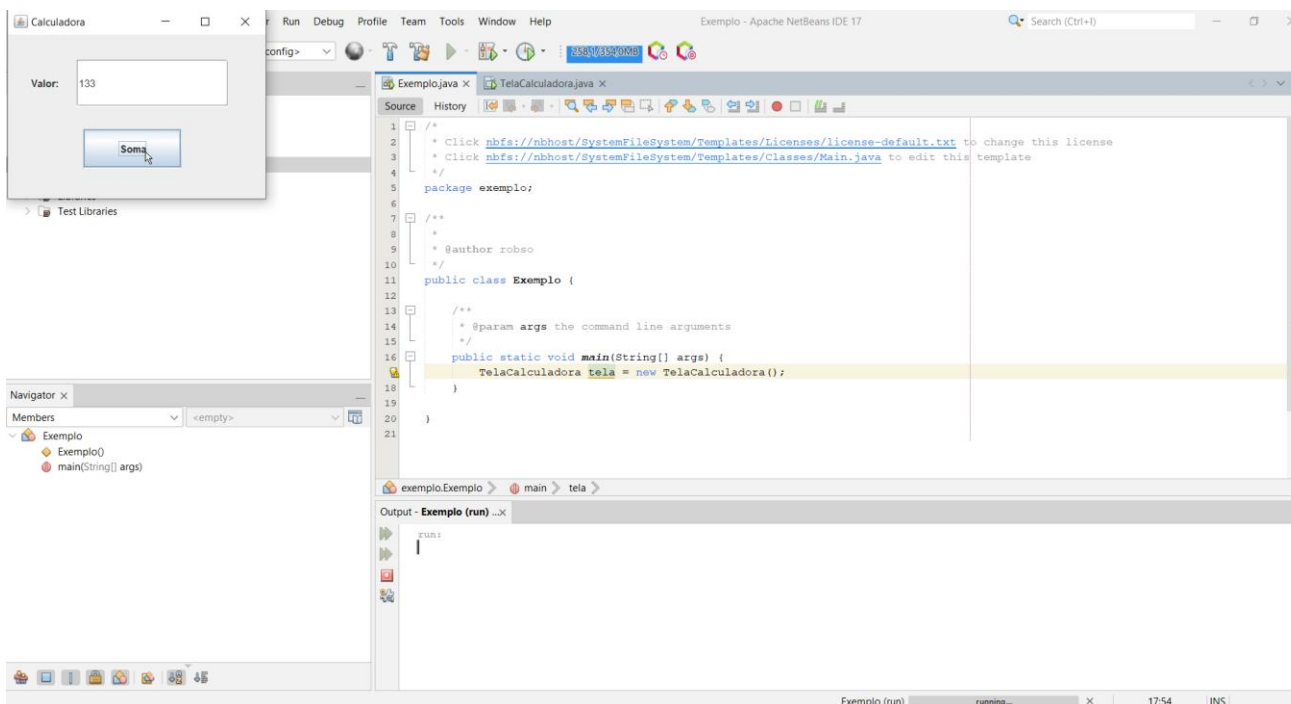 Calculadora
Run Debug Profile Team Tools Window Help
Exemplo - Apache NetBeans IDE 17
Search (Ctrl+I)
config>
258,1/354,0MB
Valor: 133
Soma
Test Libraries
Exemplo.java
TelaCalculadora.java
Source History
1 /*
2 * Click nbfs://nbhost/SystemFileSystem/Templates/Licenses/license-default.txt to change this license
3 * Click nbfs://nbhost/SystemFileSystem/Templates/Classes/Main.java to edit this template
4 */
5 package exemplo;
6
7 /**
8 *
9 * @author robso
10 */
11 public class Exemplo {
12
13 /**
14 * @param args the command line arguments
15 */
16 public static void main(String[] args) {
TelaCalculadora tela = new TelaCalculadora();
18 }
19
20 }
21
Navigator
Members
<empty>
Exemplo
Exemplo()
main(String[] args)
exemplo.Exemplo main tela
Output - Exemplo (run) ...
run:
Exemplo (run) running... 17:54 INS